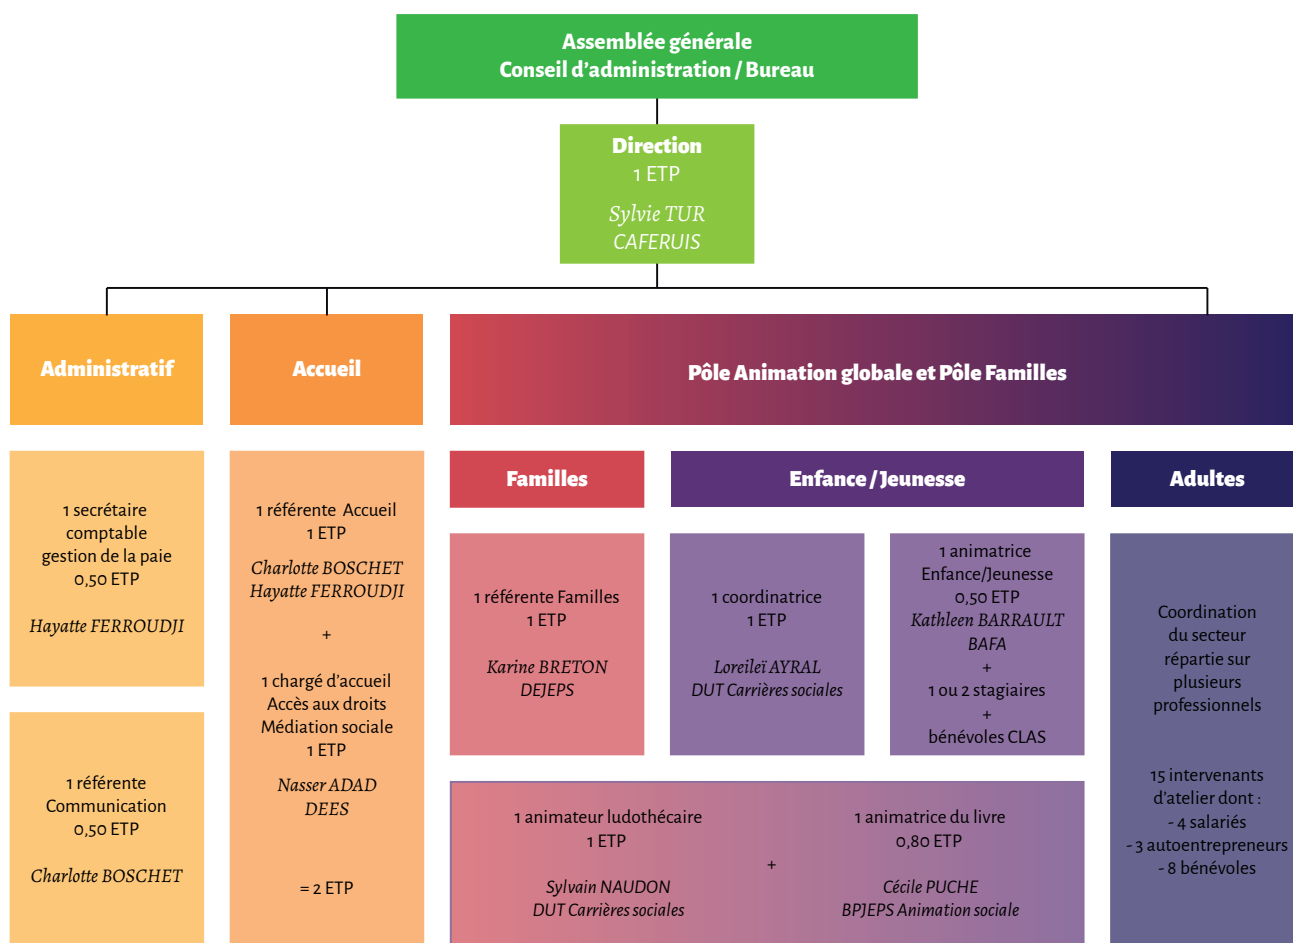 Assemblée générale
Conseil d'administration / Bureau
Direction
1 ETP
Sylvie TUR
CAFERUIS
Administratif
Accueil
Pôle Animation globale et Pôle Familles
1 secrétaire
comptable
gestion de la paie
0,50 ETP
Hayatte FERROUDJI
1 référente
Communication
0,50 ETP
Charlotte BOSCHET
1 référente Accueil
1 ETP
Charlotte BOSCHET
Hayatte FERROUDJI
+
1 chargé d'accueil
Accès aux droits
Médiation sociale
1 ETP
Nasser ADAD
DEES
= 2 ETP
Familles
Enfance / Jeunesse
Adultes
1 référente Familles
1 ETP
Karine BRETON
DEJEPS
1 coordinatrice
1 ETP
Loreileï AYRAL
DUT Carrières sociales
1 animatrice
Enfance/Jeunesse
0,50 ETP
Kathleen BARRAULT
BAFA
+
1 ou 2 stagiaires
+
bénévoles CLAS
1 animateur ludothécaire
1 ETP
Sylvain NAUDON
DUT Carrières sociales
+
1 animatrice du livre
0,80 ETP
Cécile PUCHE
BPJEPS Animation sociale
Coordination
du secteur
répartie sur
plusieurs
professionnels
15 intervenants
d'atelier dont :
- 4 salariés
- 3 autoentrepreneurs
- 8 bénévoles